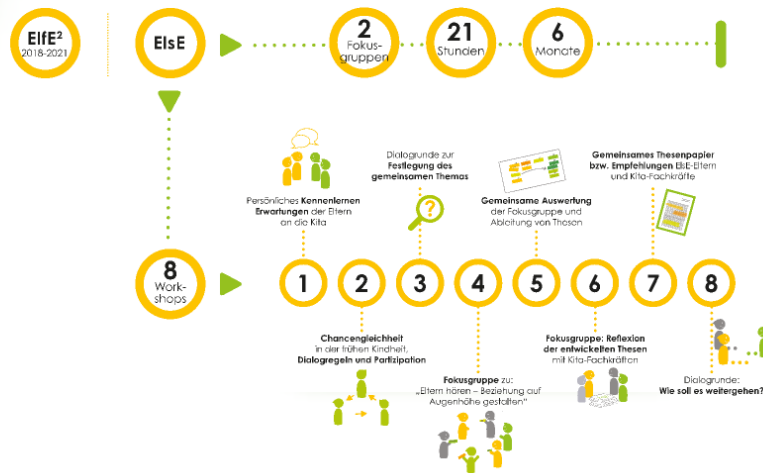 ElfE²
2018-2021
ElsE
2
Fokus-
gruppen
21
Stunden
6
Monate
8
Work-
shops
Persönliches Kennenlernen
Erwartungen der Eltern
an die Kita
Dialogrunde zur
Festlegung des
gemeinsamen Themas
?
Gemeinsame Auswertung
der Fokusgruppe und
Ableitung von Thesen
Gemeinsames Thesenpapier
bzw. Empfehlungen ElsE-Eltern
und Kita-Fachkräfte
1
2
3
4
5
6
7
8
Chancengleichheit
in der frühen Kindheit,
Dialogregeln und Partizipation
Fokusgruppe zu:
„Eltern hören – Beziehung auf
Augenhöhe gestalten“
Fokusgruppe: Reflexion
der entwickelten Thesen
mit Kita-Fachkräften
Dialogrunde:
Wie soll es weitergehen?